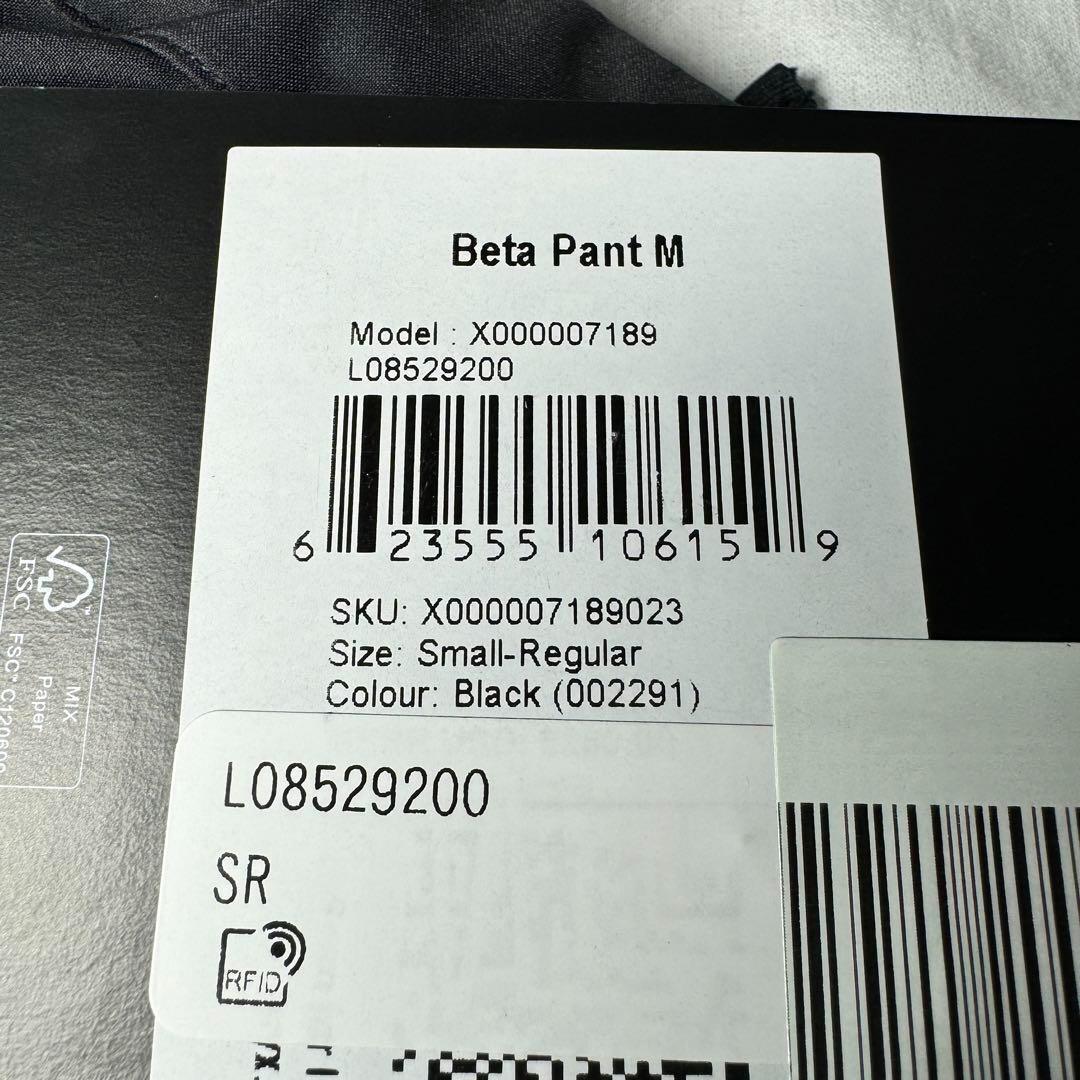 Beta Pant M
Model : X000007189
L08529200
6 23555 10615 9
SKU: X000007189023
Size: Small-Regular
Colour: Black (002291)
L08529200
SR
RFID
FSC™
MIX
Paper